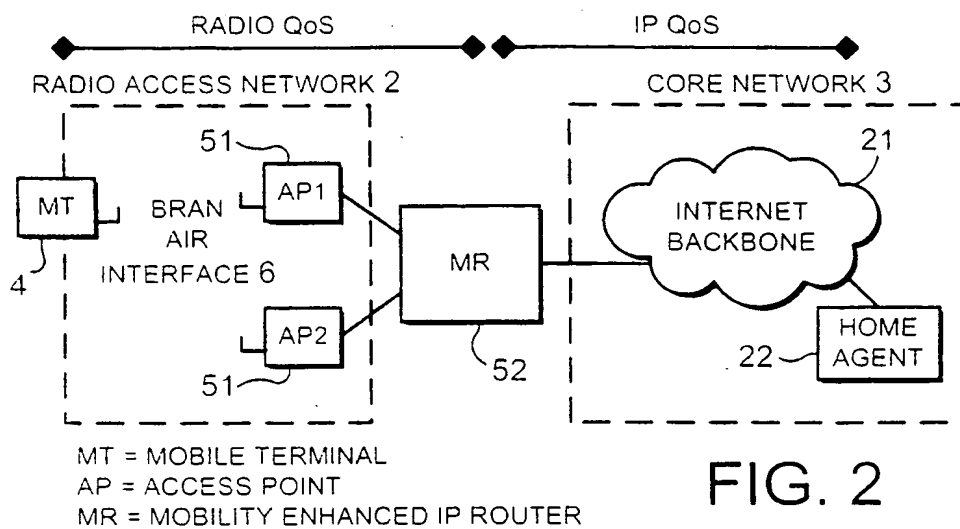 RADIO QoS
IP QoS
RADIO ACCESS NETWORK 2
CORE NETWORK 3
51
21
MT
BRAN
AIR
INTERFACE 6
AP1
MR
INTERNET
BACKBONE
4
AP2
51
52
22
HOME
AGENT
MT = MOBILE TERMINAL
AP = ACCESS POINT
MR = MOBILITY ENHANCED IP ROUTER
FIG. 2